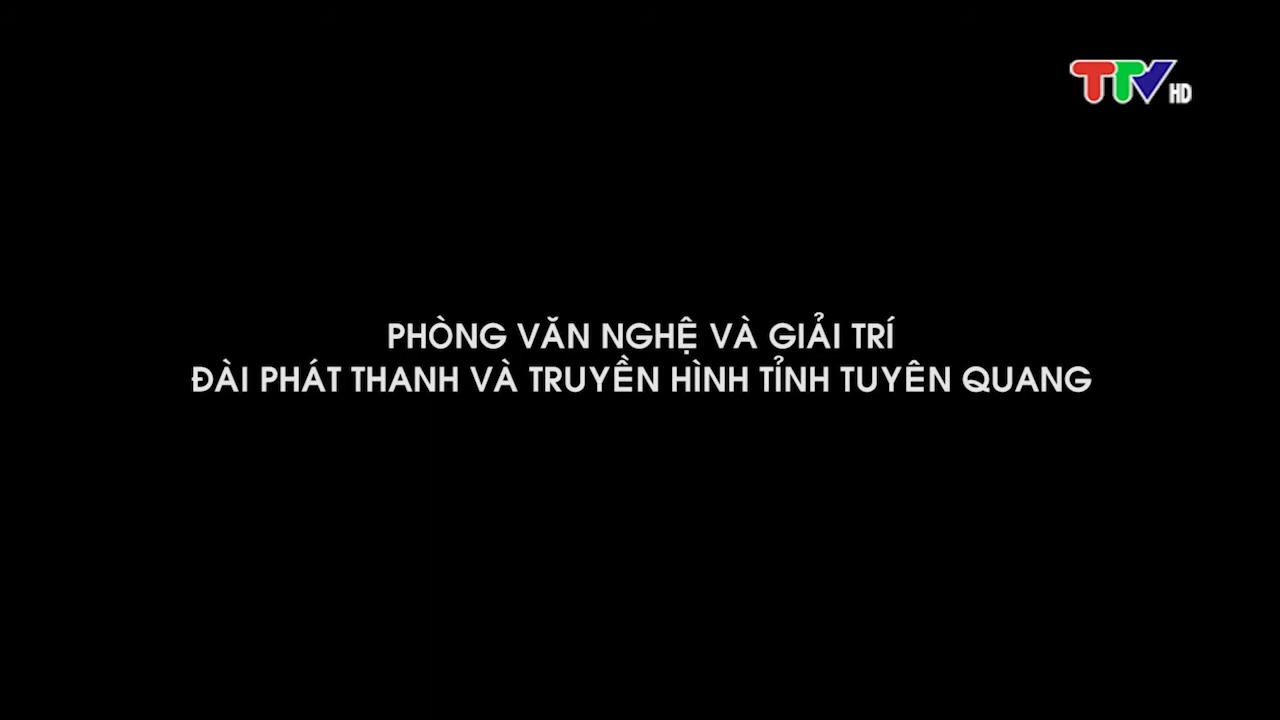 TTV HD
PHÒNG VĂN NGHỆ VÀ GIẢI TRÍ
ĐÀI PHÁT THANH VÀ TRUYỀN HÌNH TỈNH TUYÊN QUANG